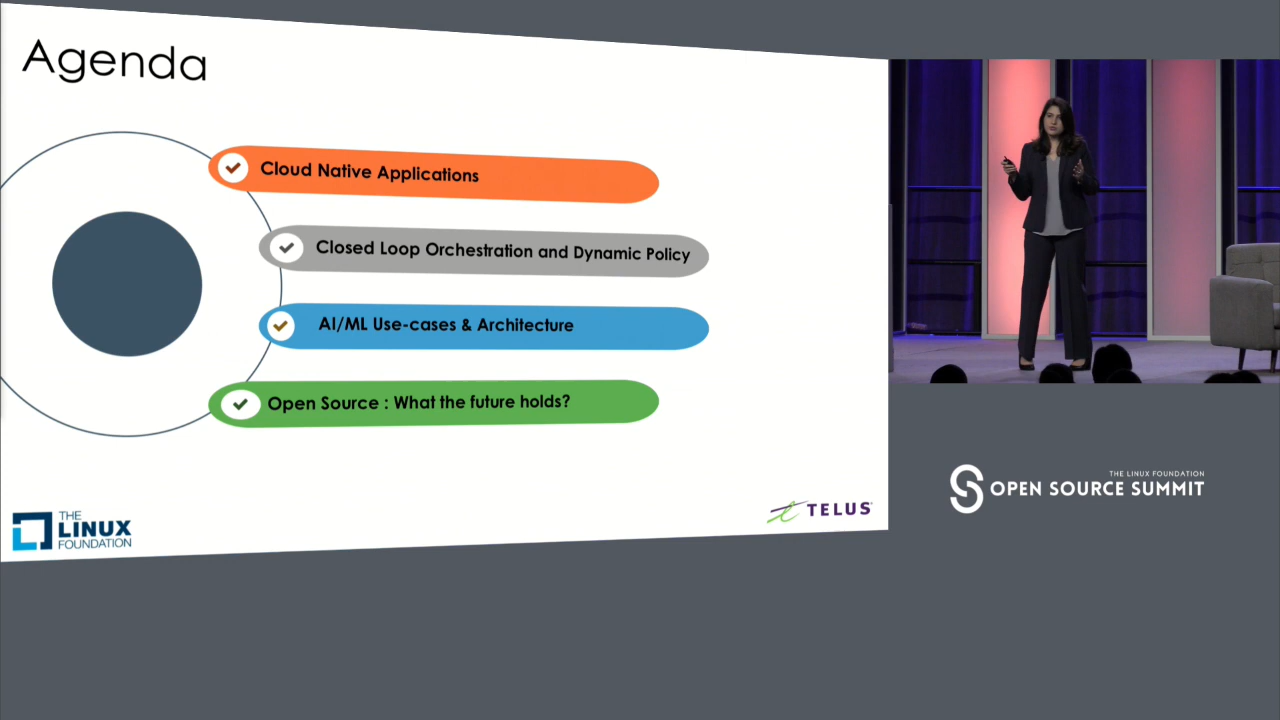 Agenda
Cloud Native Applications
Closed Loop Orchestration and Dynamic Policy
AI/ML Use-cases & Architecture
Open Source : What the future holds?
THE
LINUX
FOUNDATION
TELUS
THE LINUX FOUNDATION
OPEN SOURCE SUMMIT